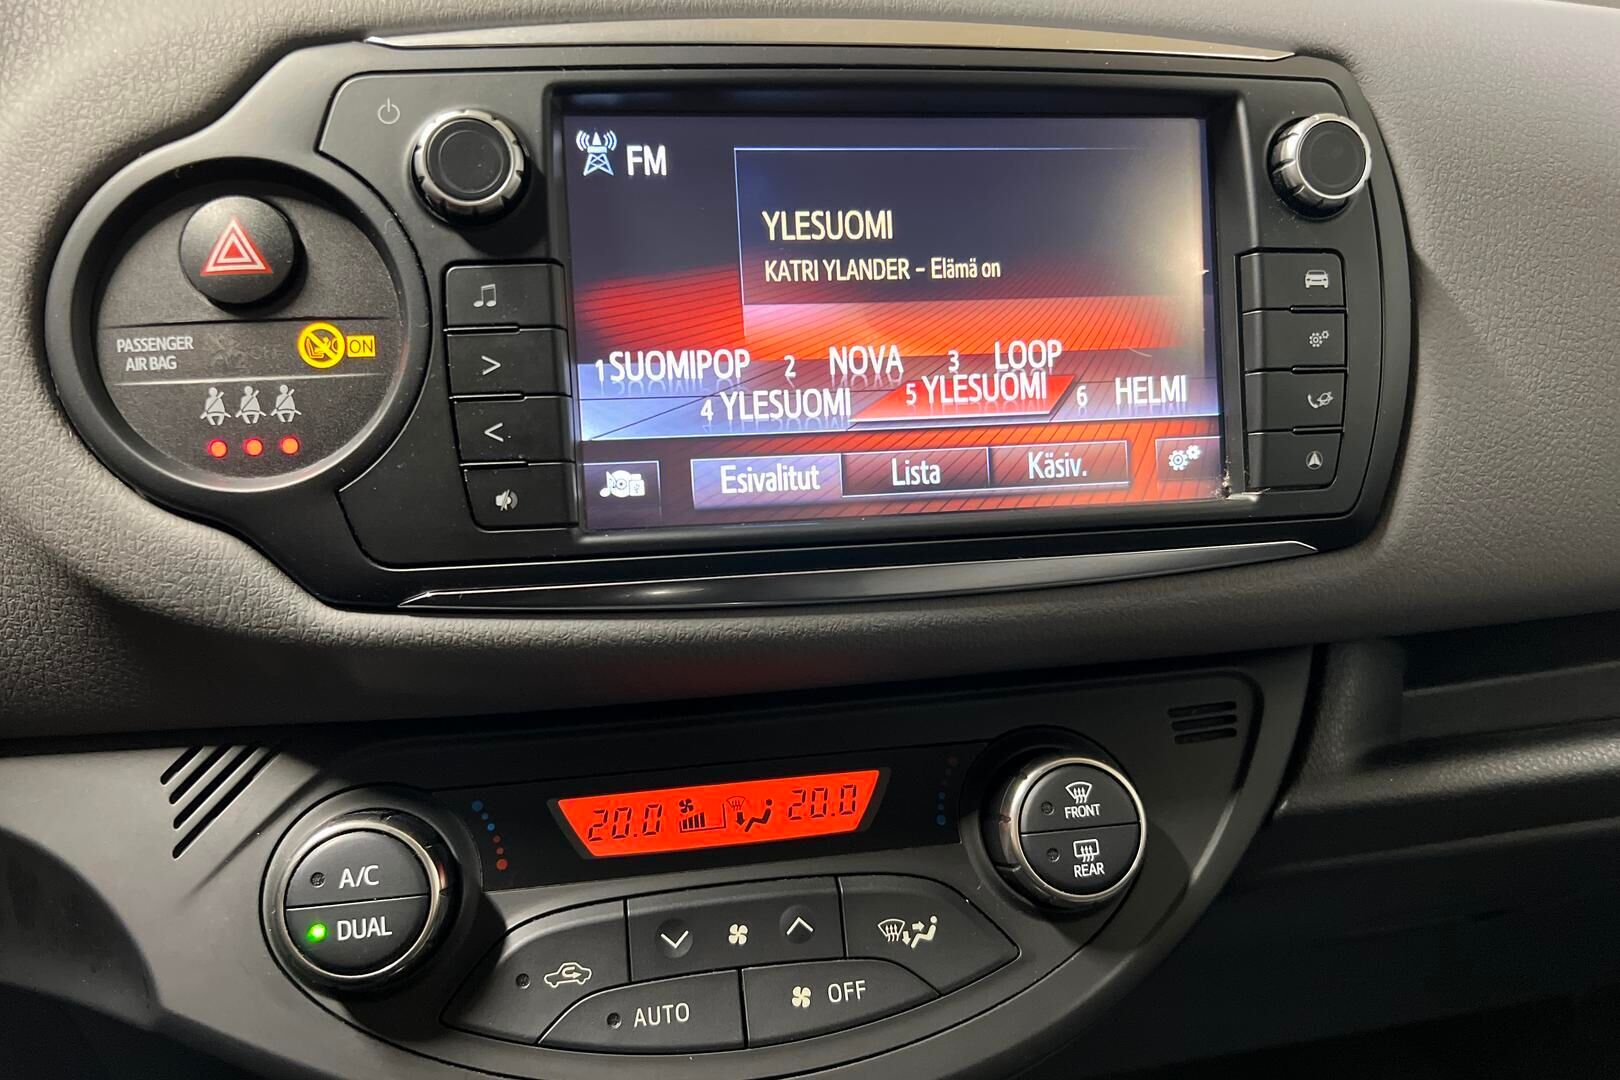 FM
YLESUOMI
KATRI YLANDER - Elämä on
1 SUOMIPOP 2 NOVA 3 LOOP
4 YLESUOMI 5 YLESUOMI 6 HELMI
Esivalitut Lista Käsiv.
PASSENGER
AIR BAG
OFF ON
20.0 20.0
A/C
DUAL
FRONT
REAR
AUTO
OFF